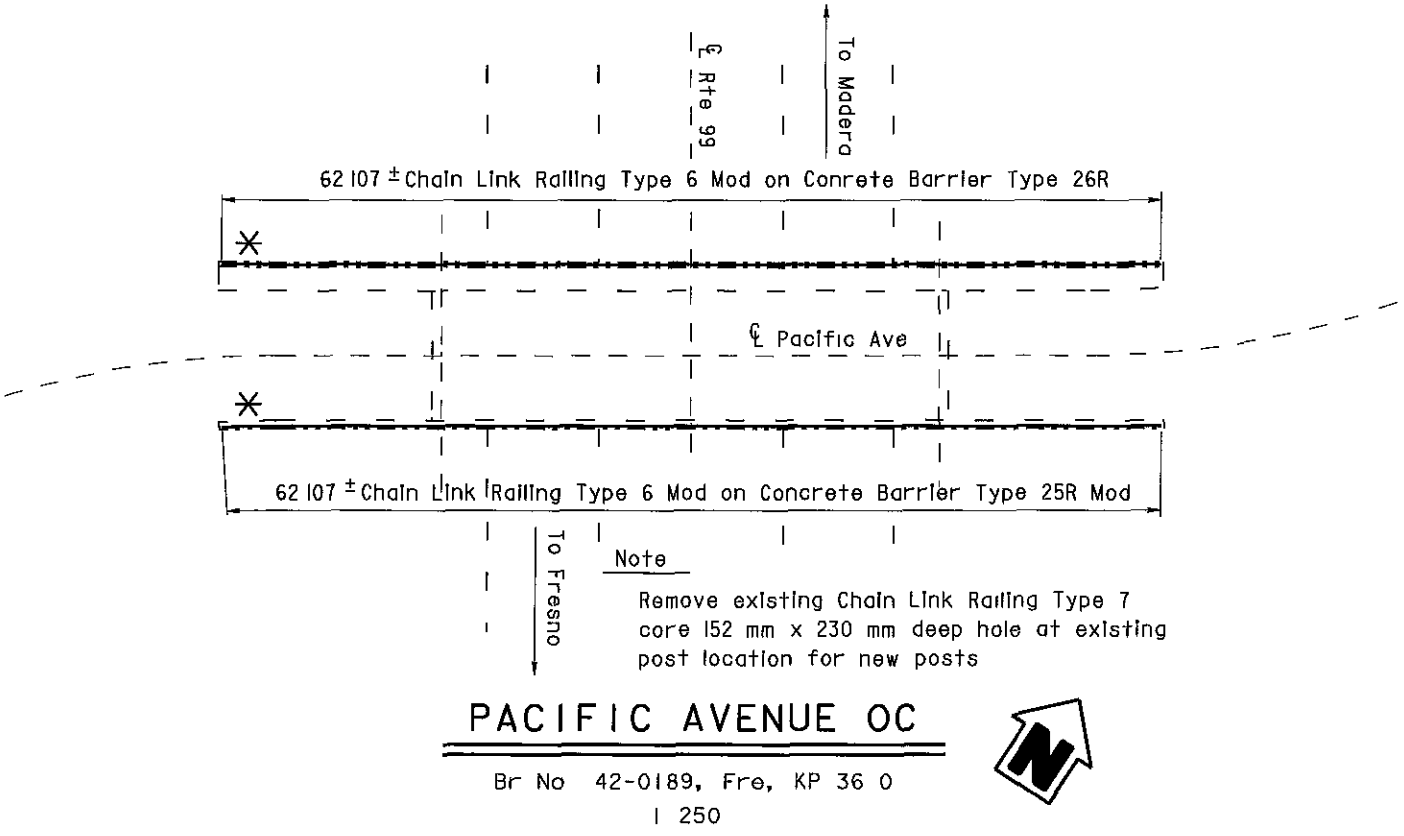 ℄ Rte 99
To Madera
62 107 ± Chain Link Railing Type 6 Mod on Conrete Barrier Type 26R
℄ Pacific Ave
62 107 ± Chain Link Railing Type 6 Mod on Concrete Barrier Type 25R Mod
To Fresno
Note
Remove existing Chain Link Railing Type 7
core 152 mm x 230 mm deep hole at existing
post location for new posts
PACIFIC AVENUE OC
Br No 42-0189, Fre, KP 36 0
1 250
N